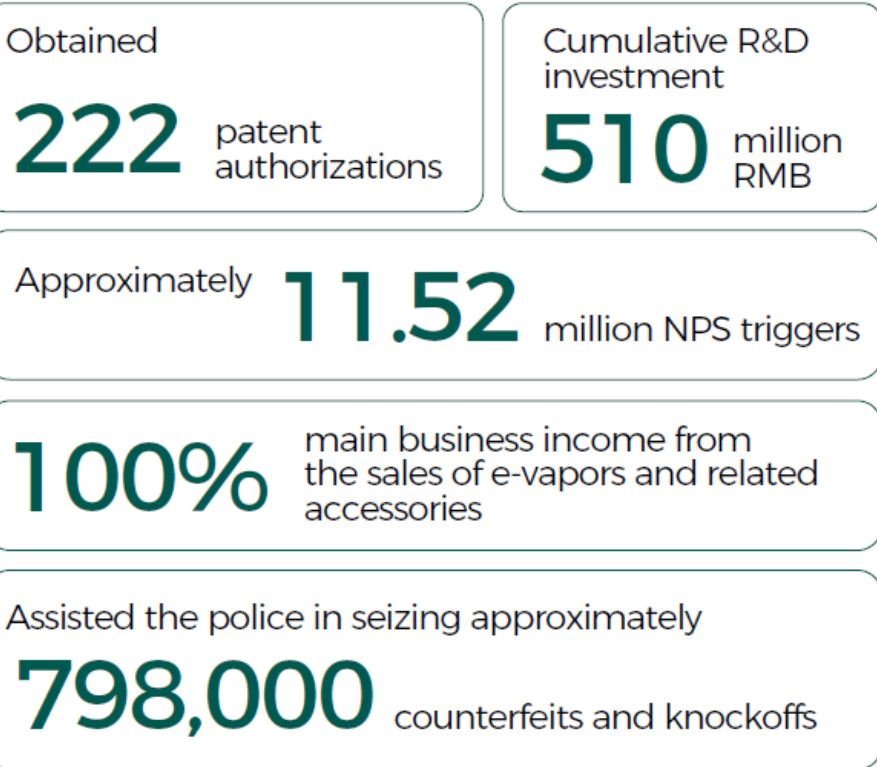 Obtained
222 patent
authorizations
Cumulative R&D
investment
510 million
RMB
Approximately 11.52 million NPS triggers
100% main business income from
the sales of e-vapors and related
accessories
Assisted the police in seizing approximately
798,000 counterfeits and knockoffs